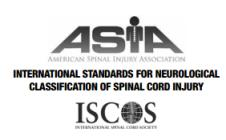 ASIA
AMERICAN SPINAL INJURY ASSOCIATION
INTERNATIONAL STANDARDS FOR NEUROLOGICAL
CLASSIFICATION OF SPINAL CORD INJURY
ISCOS
INTERNATIONAL SPINAL CORD SOCIETY